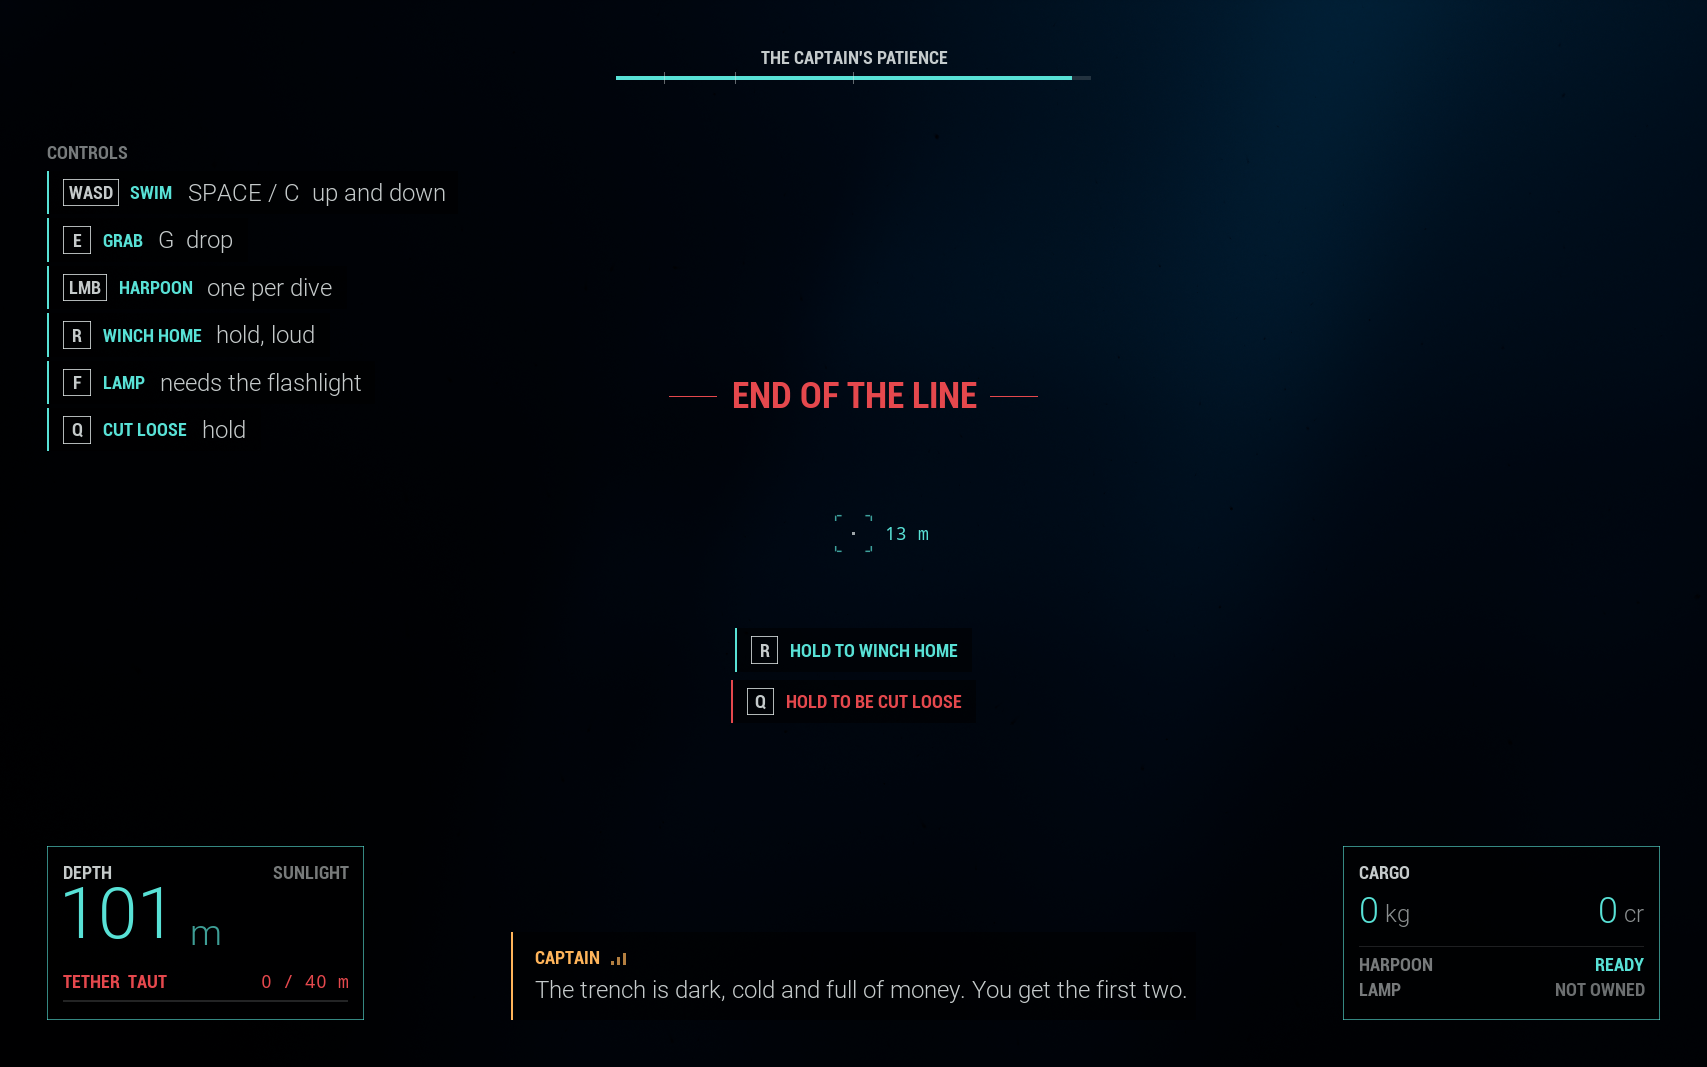 THE CAPTAIN'S PATIENCE
CONTROLS
WASD SWIM SPACE / C up and down
E GRAB G drop
LMB HARPOON one per dive
R WINCH HOME hold, loud
F LAMP needs the flashlight
Q CUT LOOSE hold
END OF THE LINE
13 m
R HOLD TO WINCH HOME
Q HOLD TO BE CUT LOOSE
DEPTH SUNLIGHT
101 m
TETHER TAUT 0 / 40 m
CAPTAIN
The trench is dark, cold and full of money. You get the first two.
CARGO
0 kg 0 cr
HARPOON READY
LAMP NOT OWNED